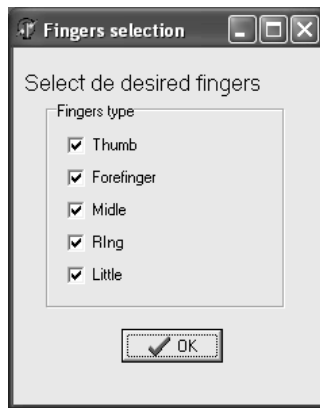 Fingers selection
Select de desired fingers
Fingers type
Thumb
Forefinger
Midle
RIng
Little
OK